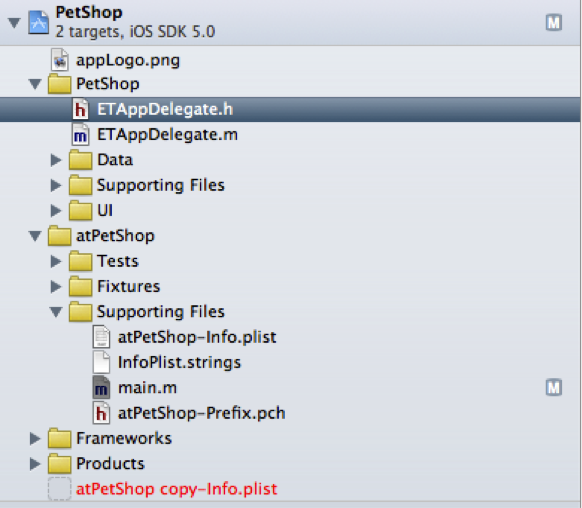 PetShop
2 targets, iOS SDK 5.0
M
appLogo.png
PetShop
h ETAppDelegate.h
m ETAppDelegate.m
Data
Supporting Files
UI
atPetShop
Tests
Fixtures
Supporting Files
atPetShop-Info.plist
InfoPlist.strings
m main.m
M
h atPetShop-Prefix.pch
Frameworks
Products
atPetShop copy-Info.plist